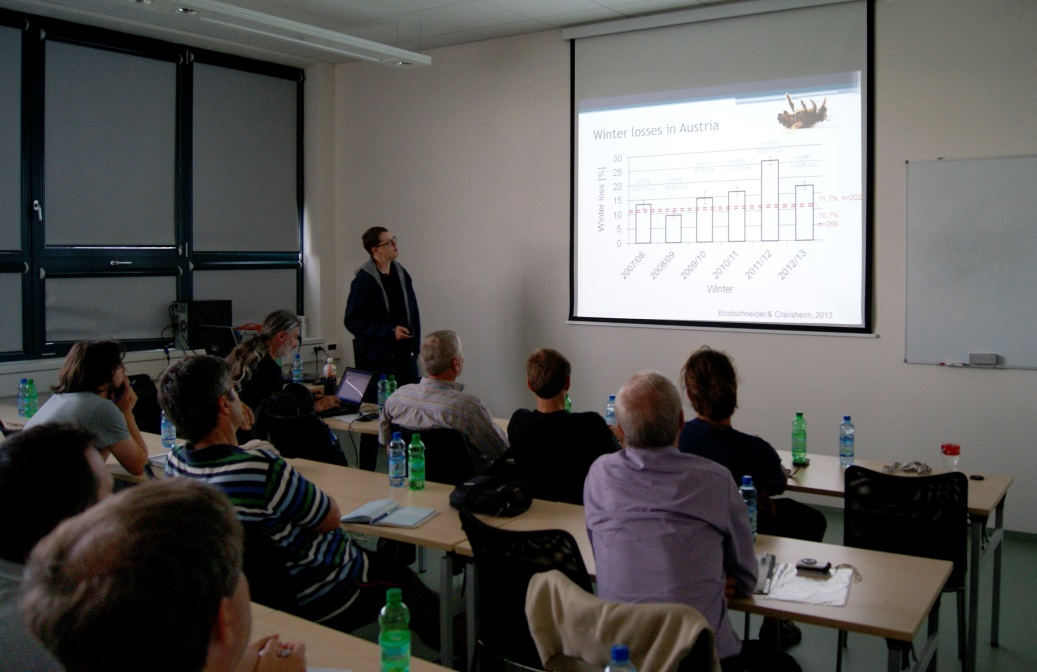 Winter losses in Austria
Winter loss [%]
30
25
20
15
10
5
0
11,7%, n=202
10,7%,
n=266
2007/08
2008/09
2009/10
2010/11
2011/12
2012/13
Winter
Brodschneider & Crailsheim, 2013